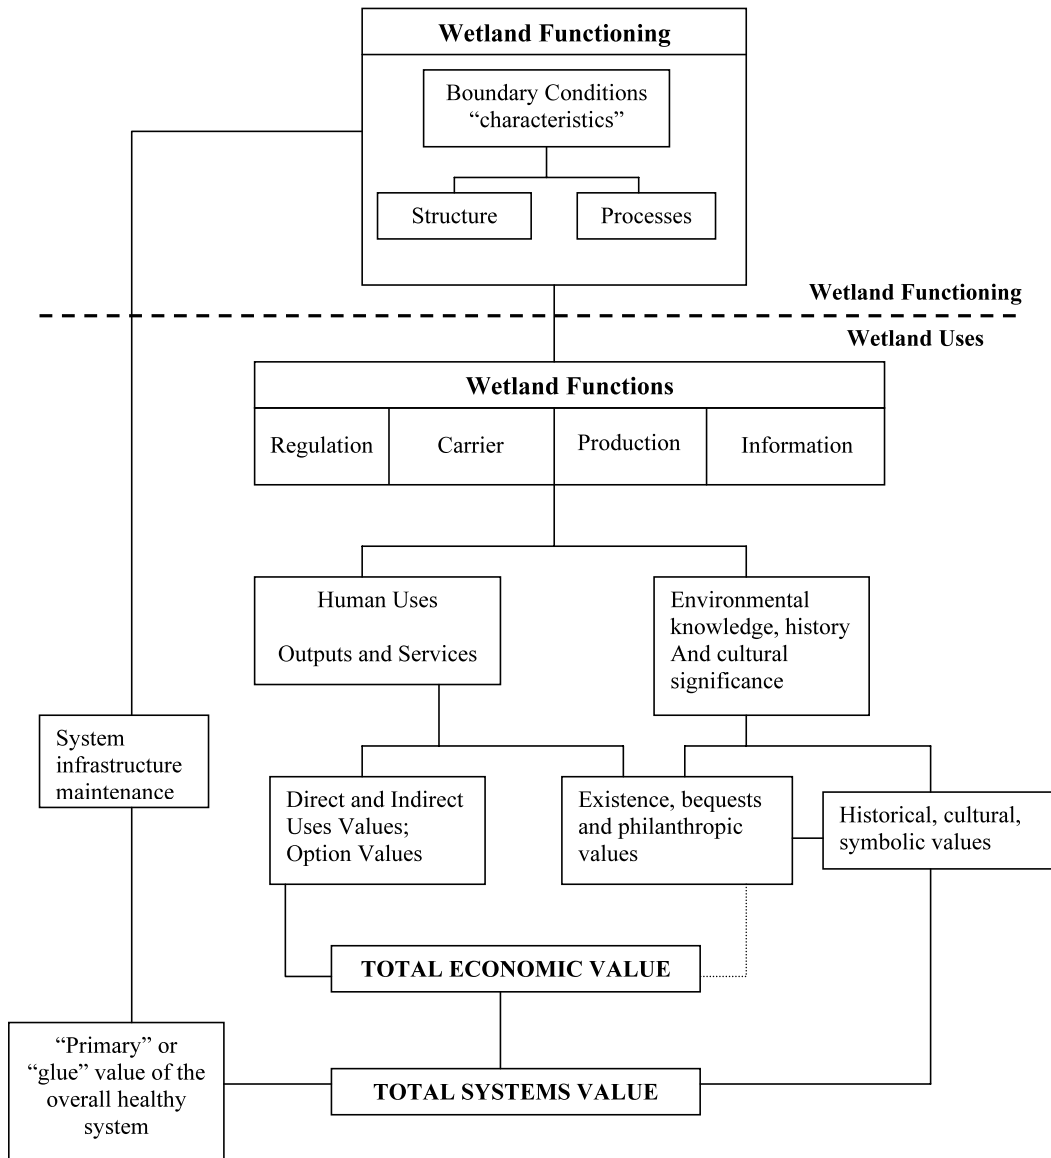 Wetland Functioning
Boundary Conditions
“characteristics”
Structure
Processes
Wetland Functioning
Wetland Uses
Wetland Functions
Regulation
Carrier
Production
Information
Human Uses
Outputs and Services
Environmental
knowledge, history
And cultural
significance
System
infrastructure
maintenance
Direct and Indirect
Uses Values;
Option Values
Existence, bequests
and philanthropic
values
Historical, cultural,
symbolic values
TOTAL ECONOMIC VALUE
“Primary” or
“glue” value of the
overall healthy
system
TOTAL SYSTEMS VALUE